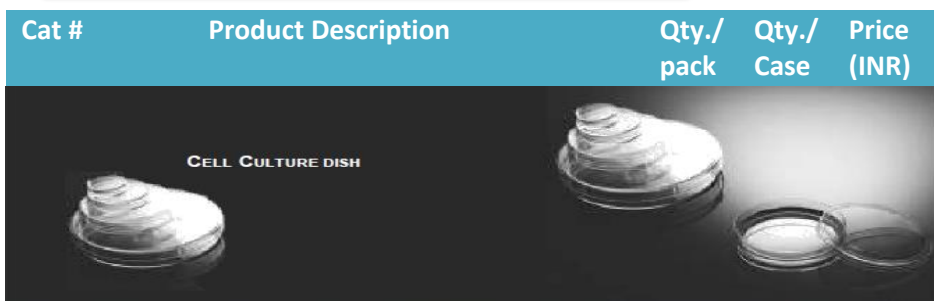 Cat # Product Description Qty./ Qty./ Price
pack Case (INR)
CELL CULTURE DISH